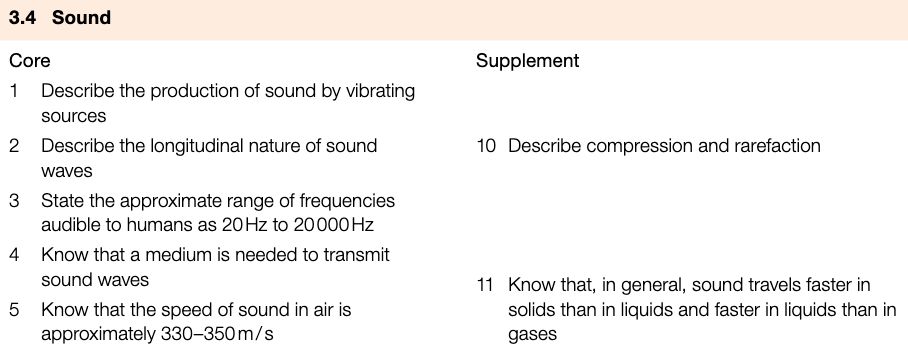 3.4 Sound
Core
1 Describe the production of sound by vibrating
sources
2 Describe the longitudinal nature of sound
waves
3 State the approximate range of frequencies
audible to humans as 20 Hz to 20 000 Hz
4 Know that a medium is needed to transmit
sound waves
5 Know that the speed of sound in air is
approximately 330–350 m / s
Supplement
10 Describe compression and rarefaction
11 Know that, in general, sound travels faster in
solids than in liquids and faster in liquids than in
gases